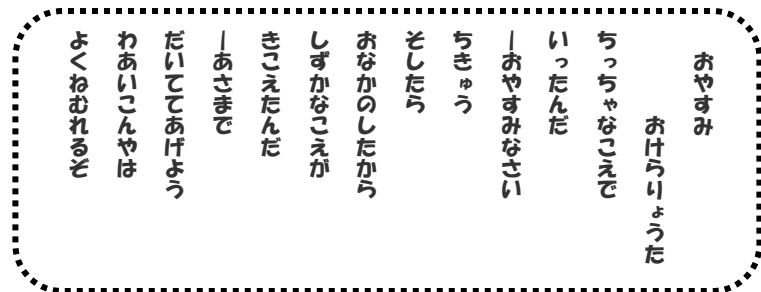 おやすみ
おけらりょうた
ちっちゃなこえで
いったんだ
―おやすみなさい
ちきゅう
そしたら
おなかのしたから
しずかなこえが
きこえたんだ
―あさまで
だいててあげよう
わあいこんやは
よくねむれるぞ